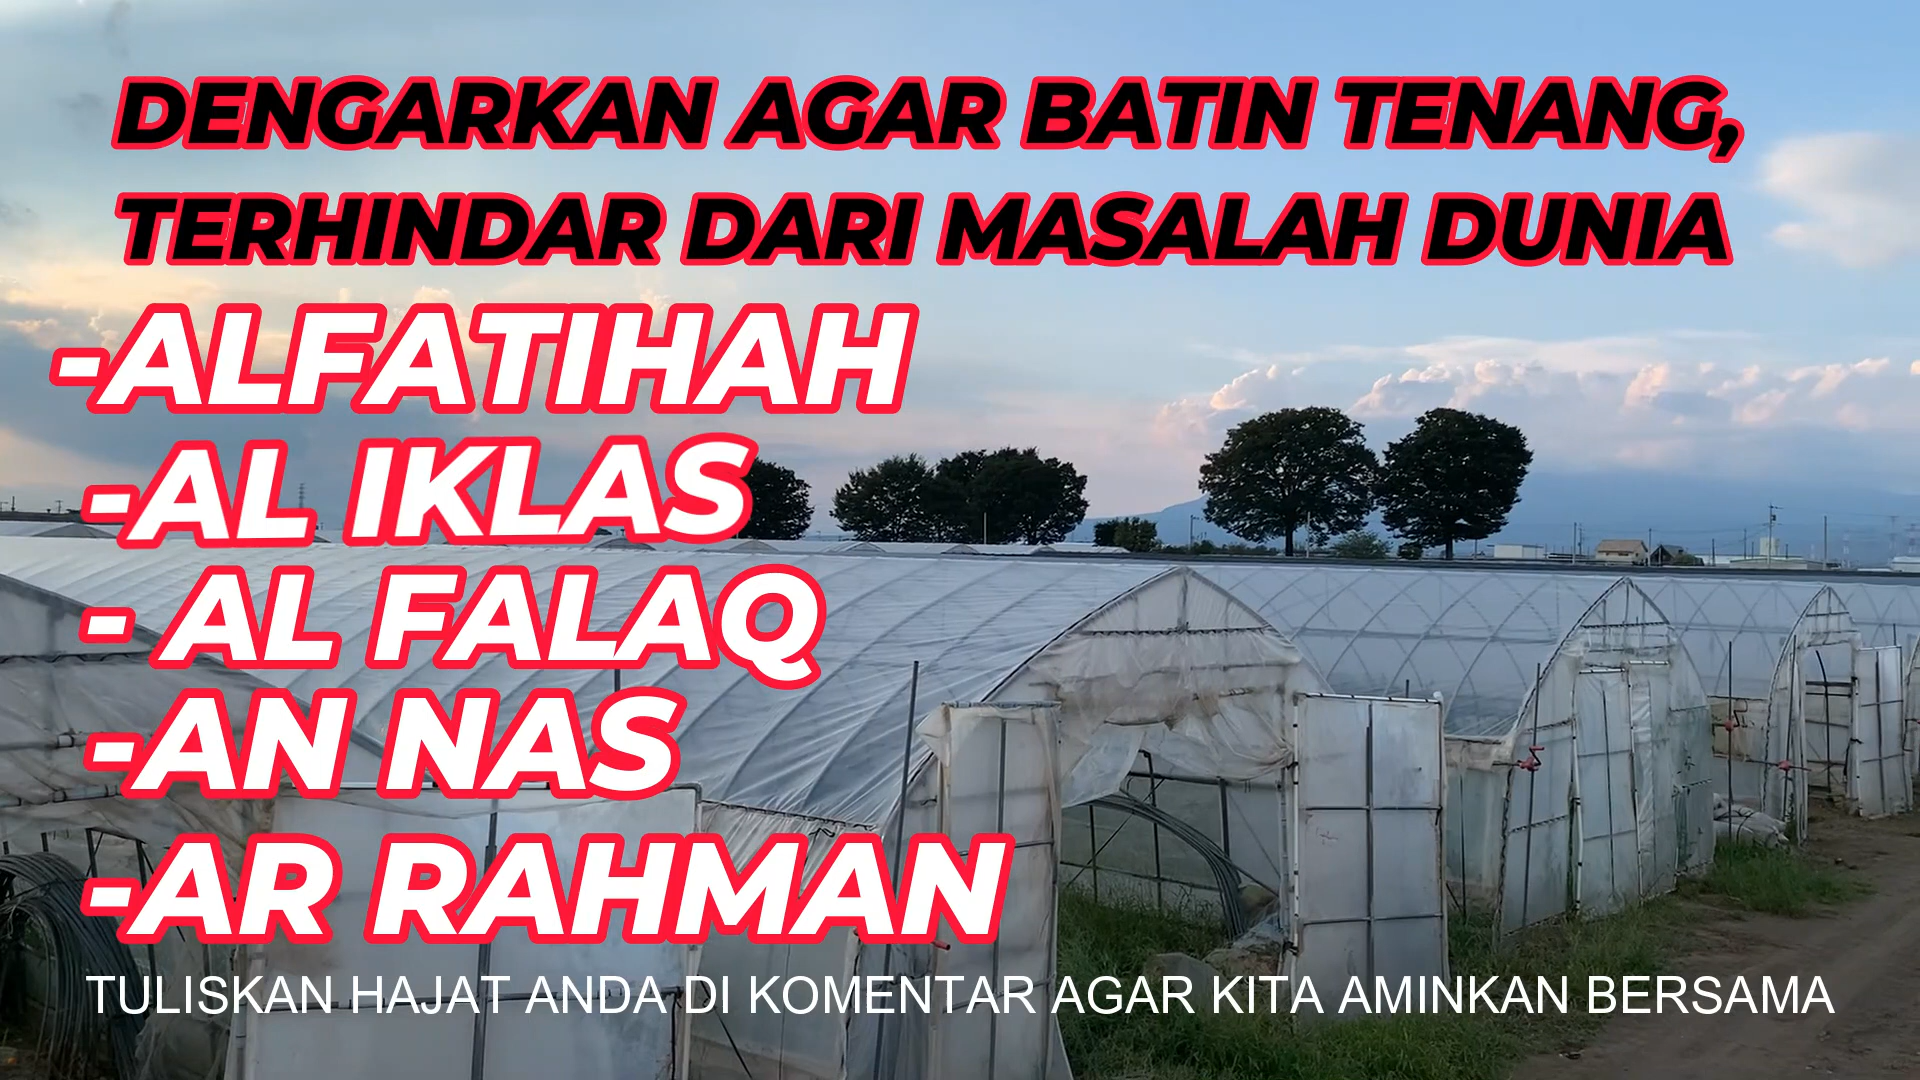 DENGARKAN AGAR BATIN TENANG,
TERHINDAR DARI MASALAH DUNIA
-ALFATIHAH
-AL IKLAS
- AL FALAQ
-AN NAS
-AR RAHMAN
TULISKAN HAJAT ANDA DI KOMENTAR AGAR KITA AMINKAN BERSAMA